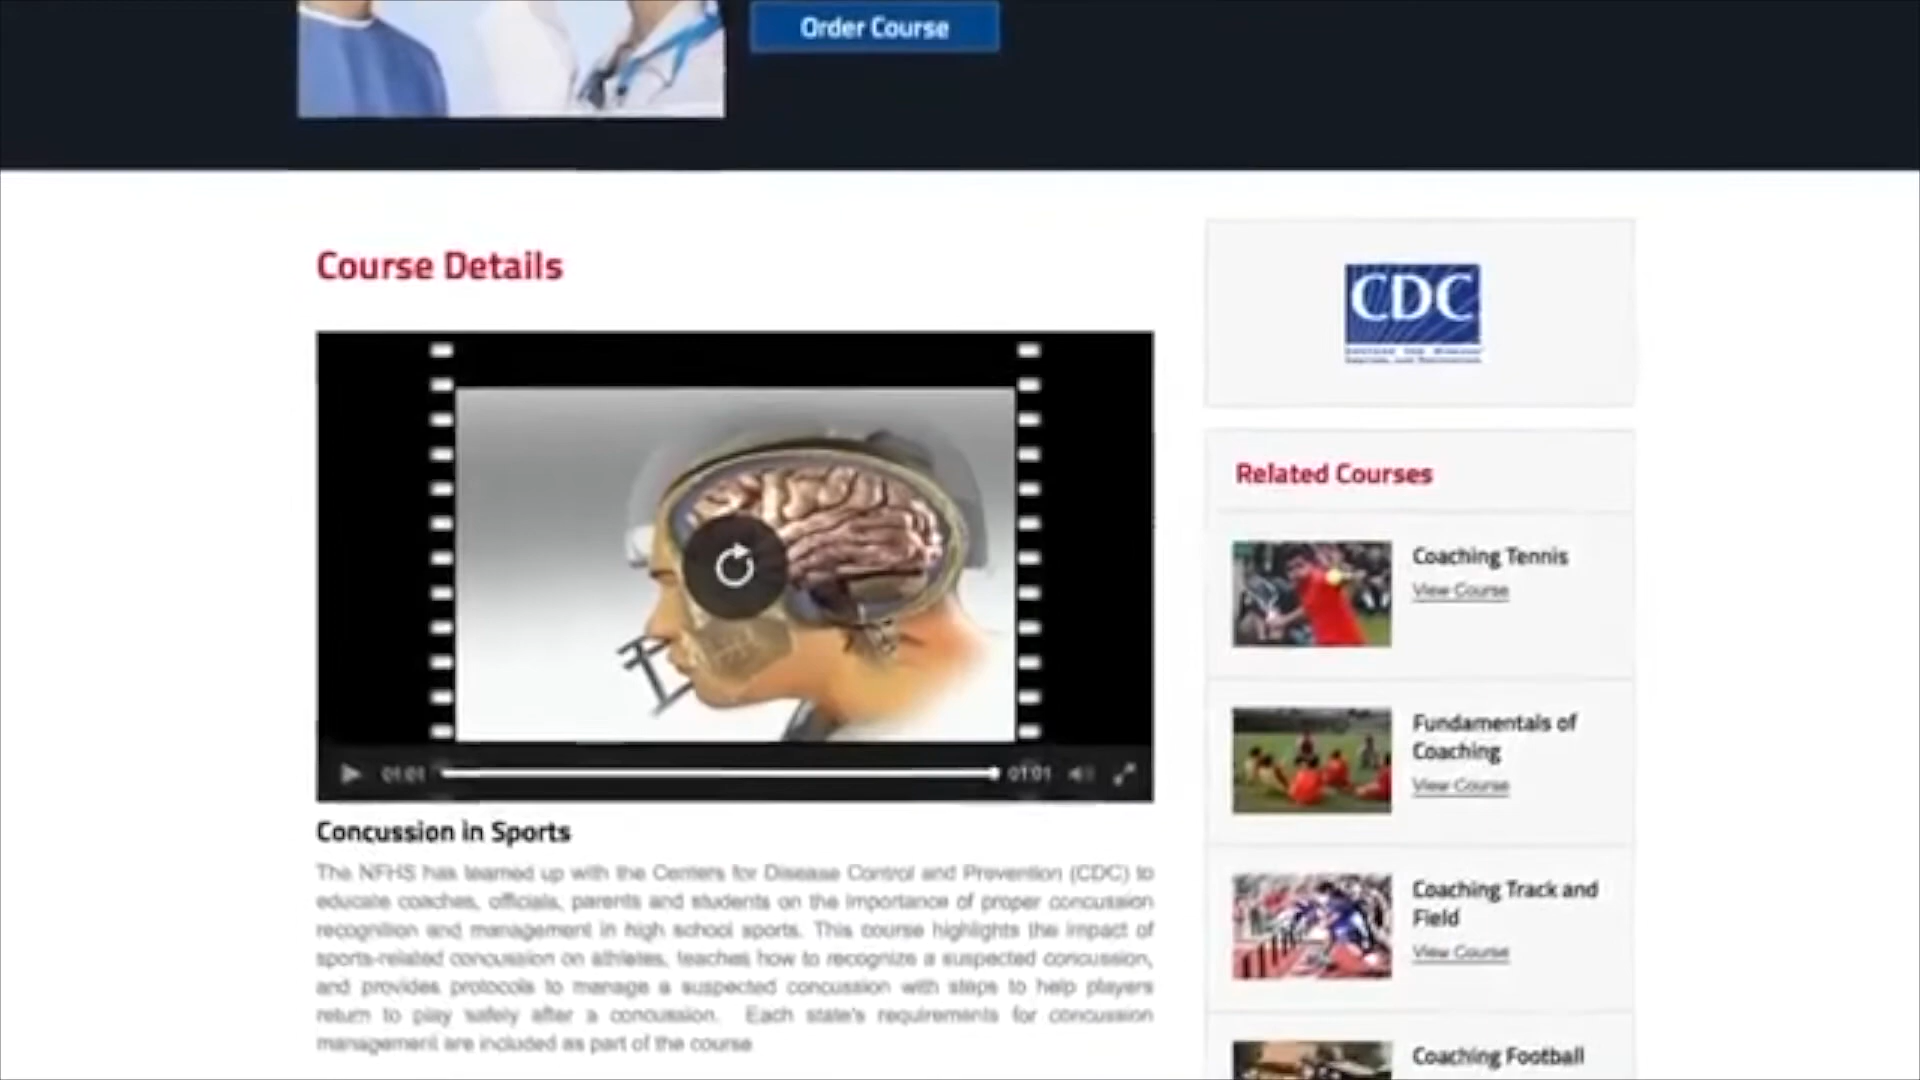 Order Course
Course Details
CDC
Related Courses
Coaching Tennis
View Course
Fundamentals of
Coaching
View Course
Coaching Track and
Field
View Course
Coaching Football
01:01
01:01
Concussion in Sports
The NFHS has teamed up with the Centers for Disease Control and Prevention (CDC) to
educate coaches, officials, parents and students on the importance of proper concussion
recognition and management in high school sports. This course highlights the impact of
sports-related concussion on athletes, teaches how to recognize a suspected concussion,
and provides protocols to manage a suspected concussion with steps to help players
return to play safely after a concussion. Each state's requirements for concussion
management are included as part of the course